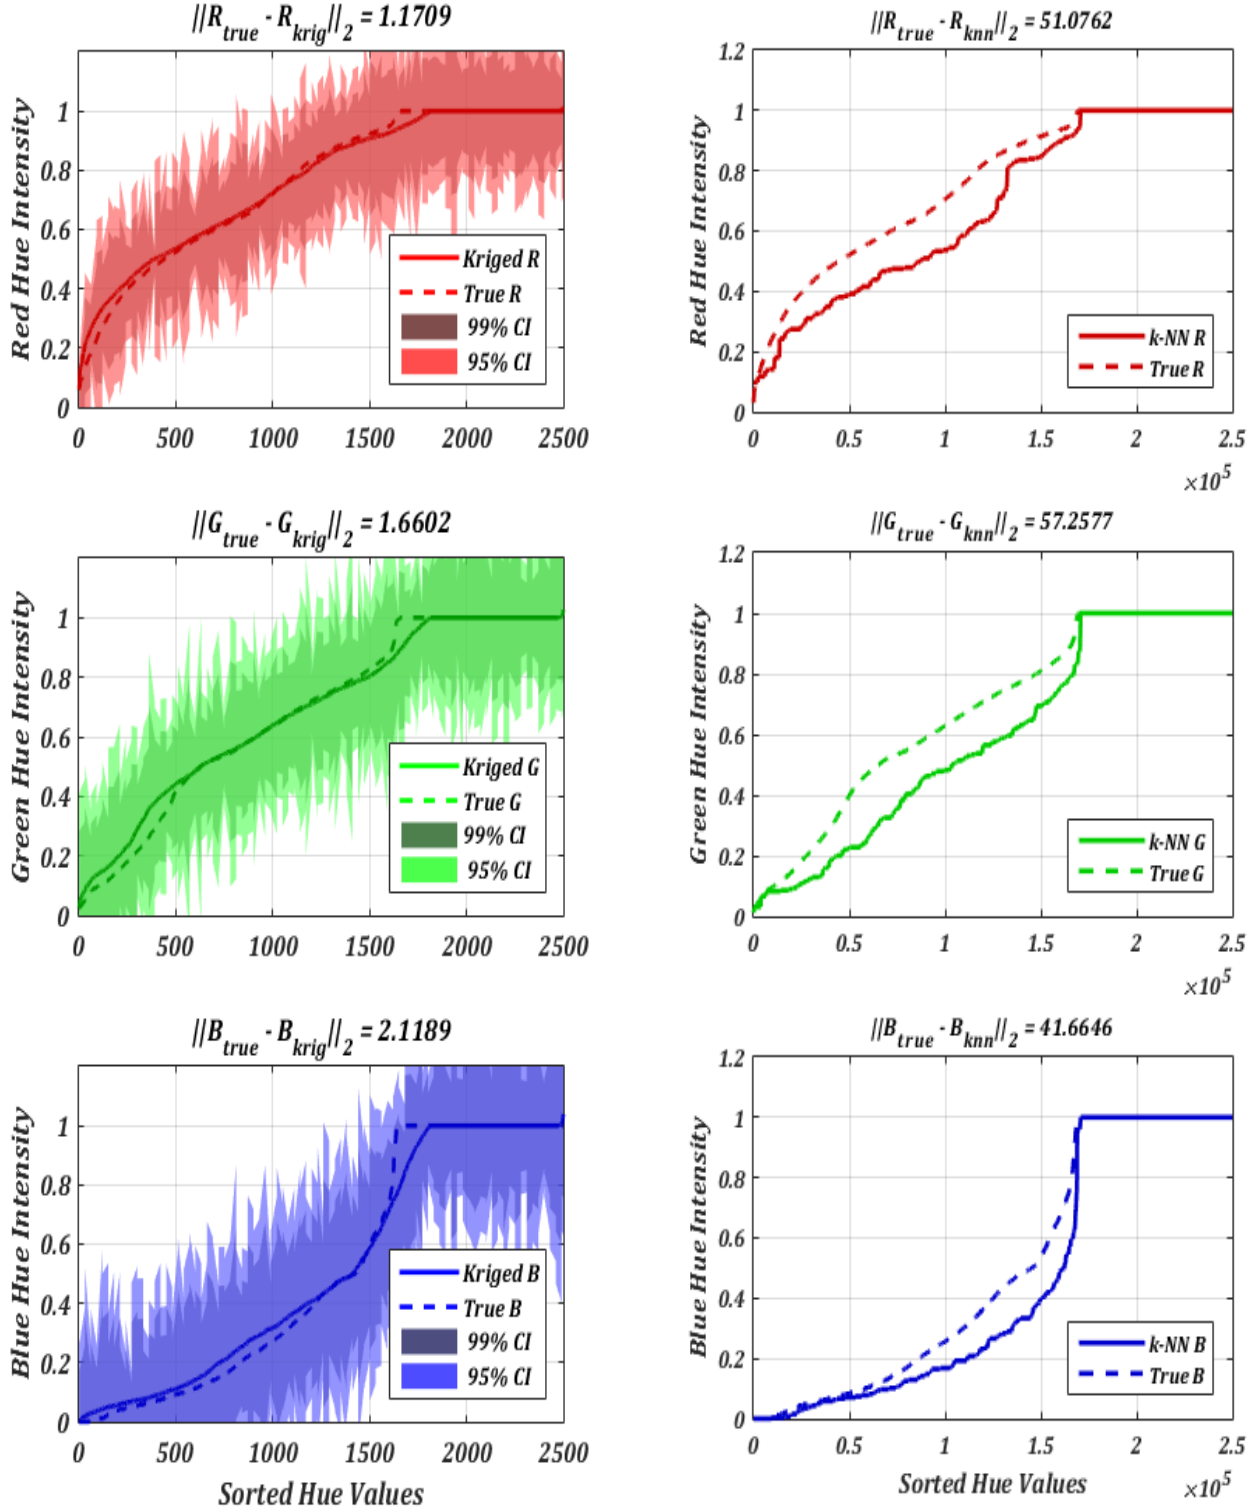 ||R_true - R_krig||_2 = 1.1709
Red Hue Intensity
1
0.8
0.6
0.4
0.2
0
Kriged R
True R
99% CI
95% CI
0 500 1000 1500 2000 2500
||R_true - R_knn||_2 = 51.0762
Red Hue Intensity
1.2
1
0.8
0.6
0.4
0.2
0
k-NN R
True R
0 0.5 1 1.5 2 2.5
×10^5
||G_true - G_krig||_2 = 1.6602
Green Hue Intensity
1
0.8
0.6
0.4
0.2
0
Kriged G
True G
99% CI
95% CI
0 500 1000 1500 2000 2500
||G_true - G_knn||_2 = 57.2577
Green Hue Intensity
1.2
1
0.8
0.6
0.4
0.2
0
k-NN G
True G
0 0.5 1 1.5 2 2.5
×10^5
||B_true - B_krig||_2 = 2.1189
Blue Hue Intensity
1
0.8
0.6
0.4
0.2
0
Kriged B
True B
99% CI
95% CI
0 500 1000 1500 2000 2500
Sorted Hue Values
||B_true - B_knn||_2 = 41.6646
Blue Hue Intensity
1.2
1
0.8
0.6
0.4
0.2
0
k-NN B
True B
0 0.5 1 1.5 2 2.5
Sorted Hue Values
×10^5